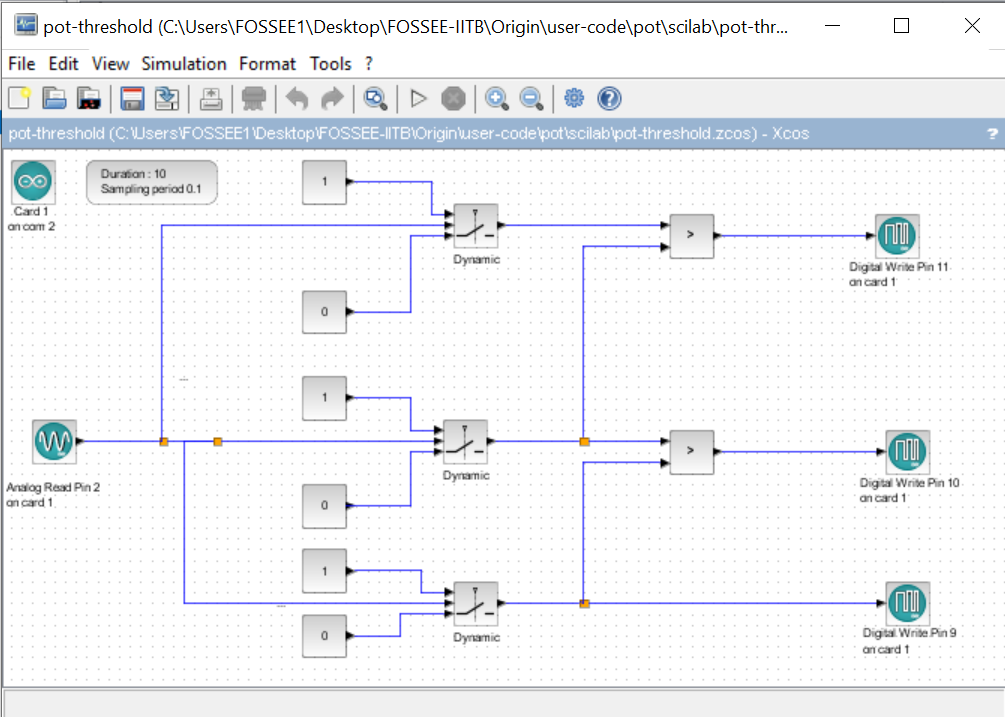 pot-threshold (C:\Users\FOSSEE1\Desktop\FOSSEE-IITB\Origin\user-code\pot\scilab\pot-thr...
File Edit View Simulation Format Tools ?
pot-threshold (C:\Users\FOSSEE1\Desktop\FOSSEE-IITB\Origin\user-code\pot\scilab\pot-threshold.zcos) - Xcos ?
Card 1
on com 2
Duration : 10
Sampling period 0.1
1
Dynamic
0
>
Digital Write Pin 11
on card 1
Analog Read Pin 2
on card 1
1
Dynamic
0
>
Digital Write Pin 10
on card 1
1
Dynamic
0
Digital Write Pin 9
on card 1